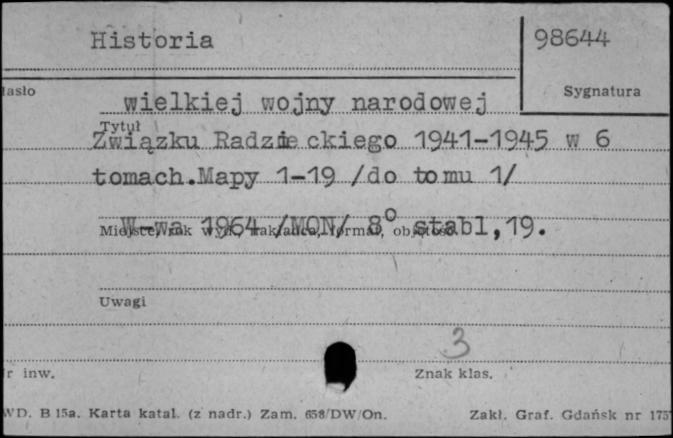 Historia
98644
asło
Sygnatura
wielkiej wojny narodowej
Tytuł
Związku Radzieckiego 1941-1945 w 6
tomach.Mapy 1-19 /do tomu 1/
W-wa 1964 /MON/ 8° stabl,19.
Miejsce, rok wyd., nakładca, format, objętość
Uwagi
3
r inw.
Znak klas.
WD. B 15a. Karta katal. (z nadr.) Zam. 658/DW/On.
Zakł. Graf. Gdańsk nr 175